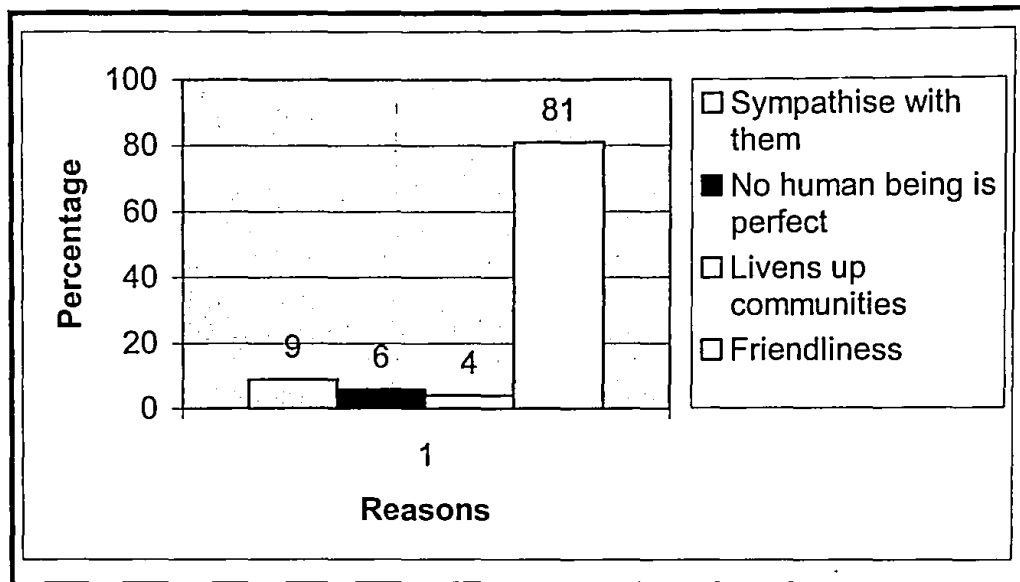 100
80
60
40
20
0
Percentage
81
9
6
4
1
Reasons
Sympathise with
them
No human being is
perfect
Livens up
communities
Friendliness